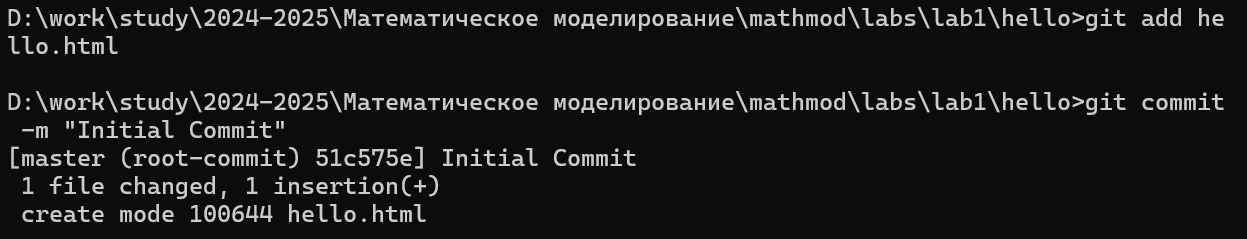 D:\work\study\2024-2025\Математическое моделирование\mathmod\labs\lab1\hello>git add he
llo.html
D:\work\study\2024-2025\Математическое моделирование\mathmod\labs\lab1\hello>git commit
 -m "Initial Commit"
[master (root-commit) 51c575e] Initial Commit
 1 file changed, 1 insertion(+)
 create mode 100644 hello.html